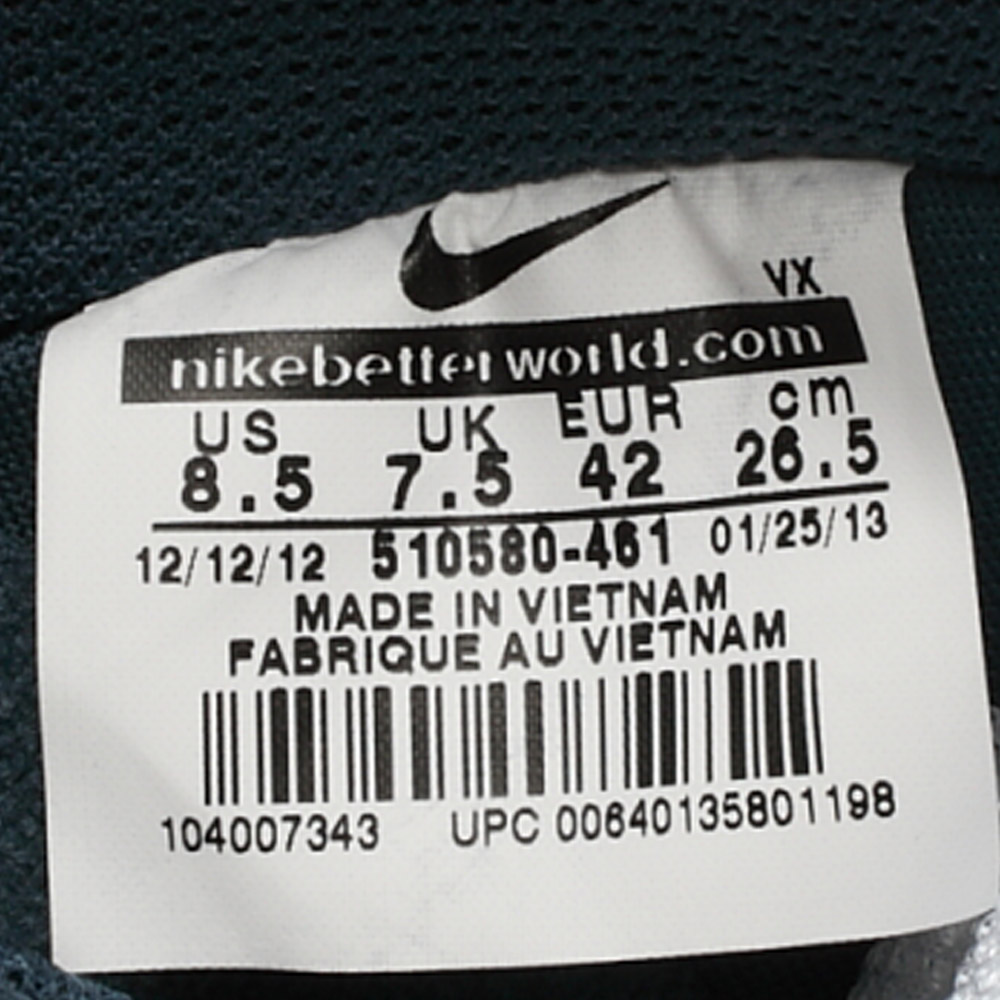 VX
nikebetterworld.com
US UK EUR cm
8.5 7.5 42 26.5
12/12/12 510580-461 01/25/13
MADE IN VIETNAM
FABRIQUE AU VIETNAM
104007343 UPC 00640135801198